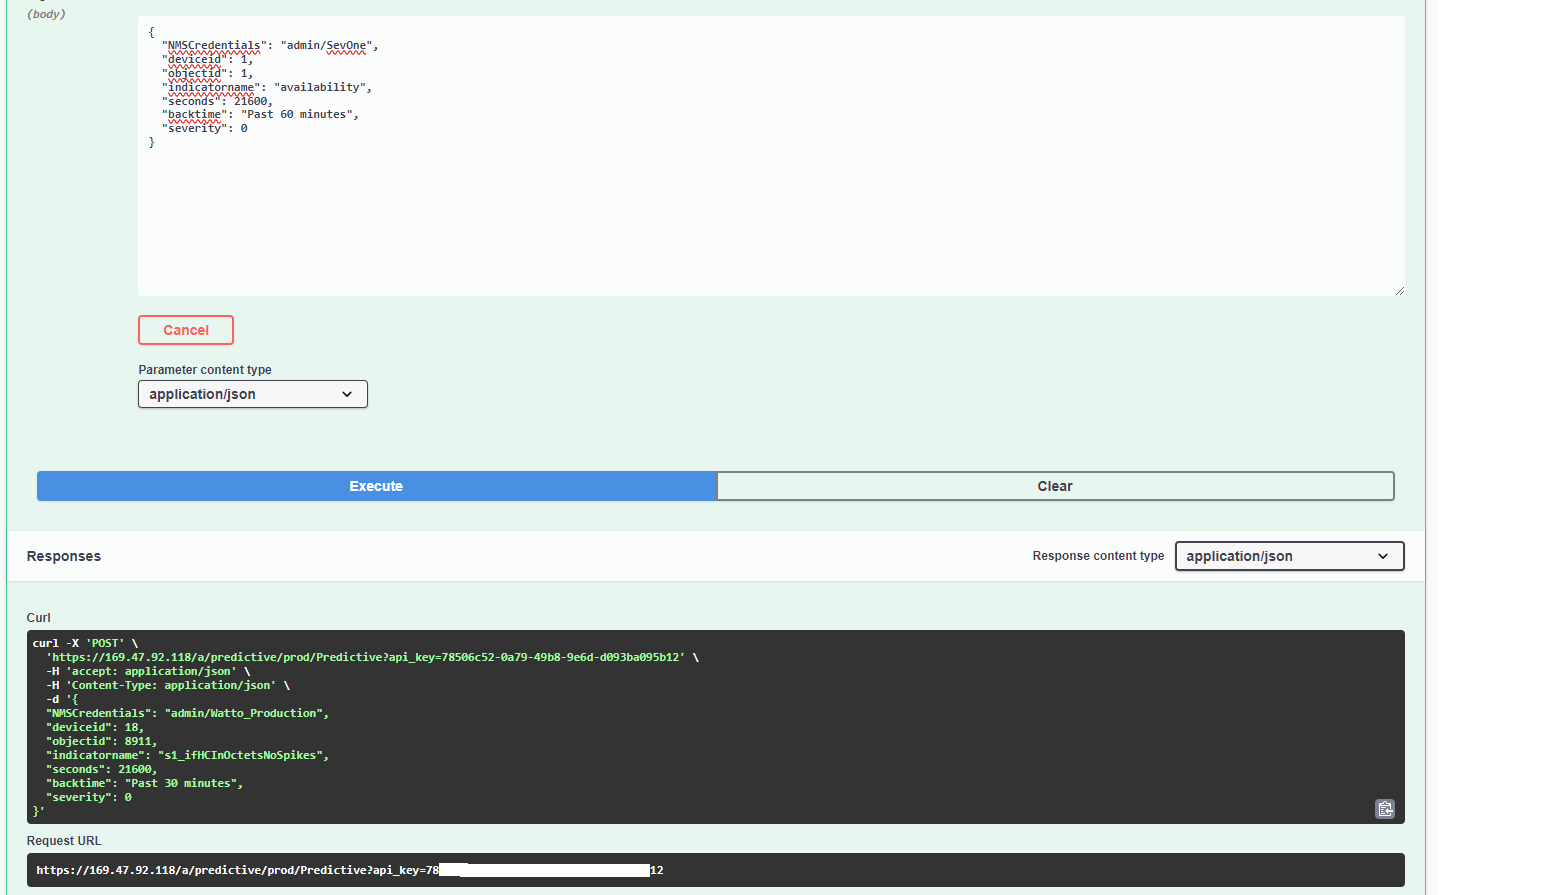 (body)
{
"NMSCredentials": "admin/SevOne",
"deviceid": 1,
"objectid": 1,
"indicatorname": "availability",
"seconds": 21600,
"backtime": "Past 60 minutes",
"severity": 0
}
Cancel
Parameter content type
application/json
Execute
Clear
Responses
Response content type
application/json
Curl
curl -X 'POST' \
'https://169.47.92.118/a/predictive/prod/Predictive?api_key=78506c52-0a79-49b8-9e6d-d093ba095b12' \
-H 'accept: application/json' \
-H 'Content-Type: application/json' \
-d '{
"NMSCredentials": "admin/Watto_Production",
"deviceid": 18,
"objectid": 8911,
"indicatorname": "s1_ifHCInOctetsNoSpikes",
"seconds": 21600,
"backtime": "Past 30 minutes",
"severity": 0
}'
Request URL
https://169.47.92.118/a/predictive/prod/Predictive?api_key=78 12